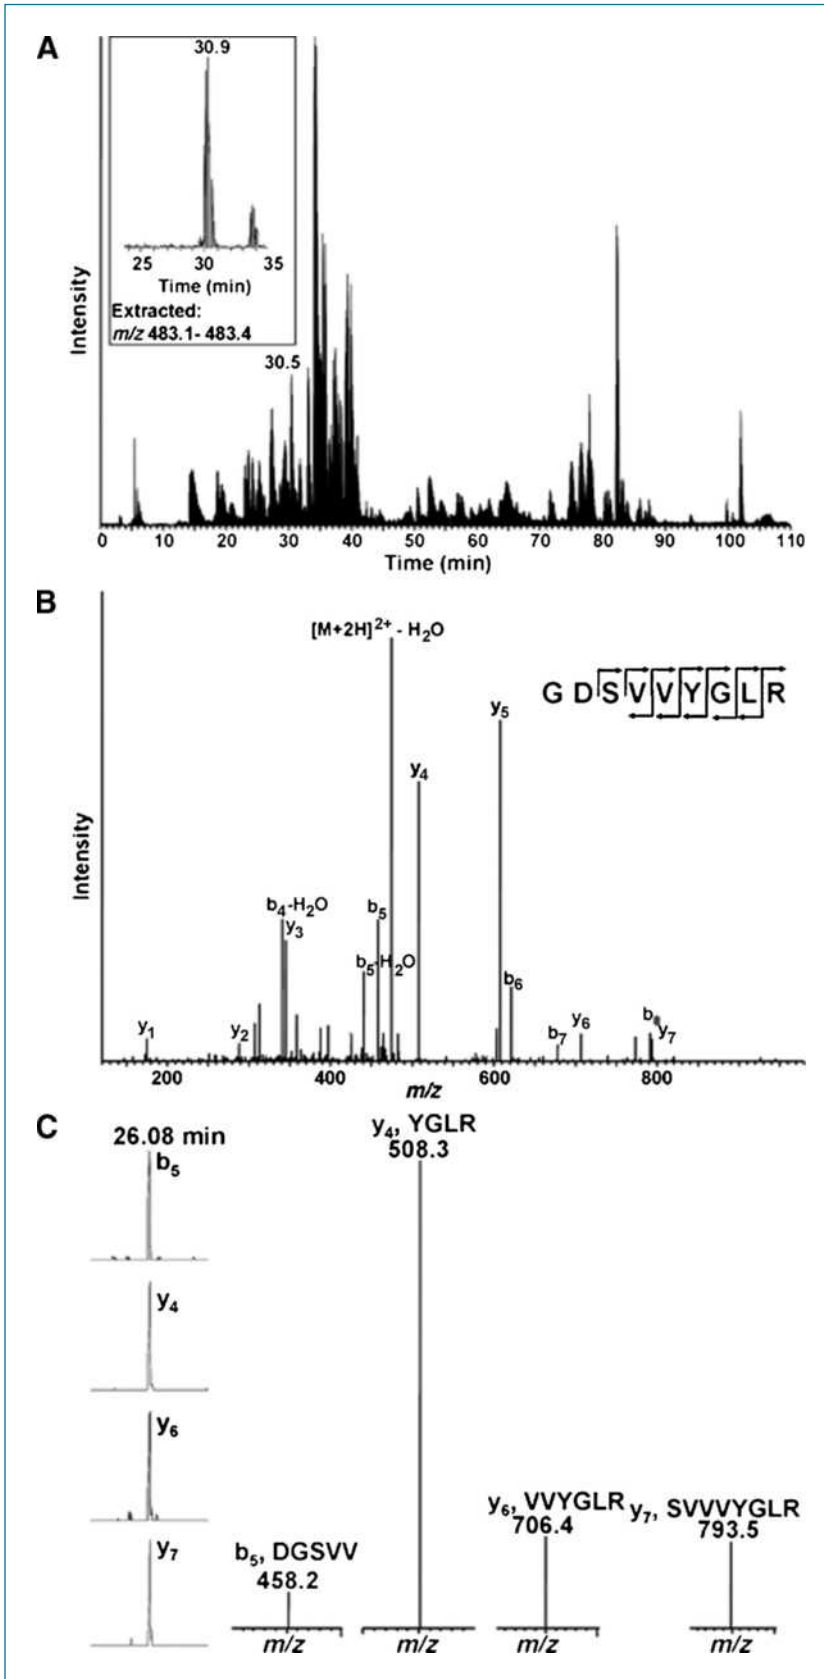 A
30.9
25 30 35
Time (min)
Extracted:
m/z 483.1- 483.4
30.5
Intensity
0 10 20 30 40 50 60 70 80 90 100 110
Time (min)
B
[M+2H]2+ - H2O
G D S V V Y G L R
y5
y4
Intensity
b4-H2O
y3
b5
b5-H2O
b6
y1
y2
b7
y6
b
y7
200 400 600 800
m/z
C
26.08 min
b5
y4
y6
y7
y4, YGLR
508.3
y6, VVYGLR
706.4
y7, SVVVYGLR
793.5
b5, DGSVV
458.2
m/z m/z m/z m/z